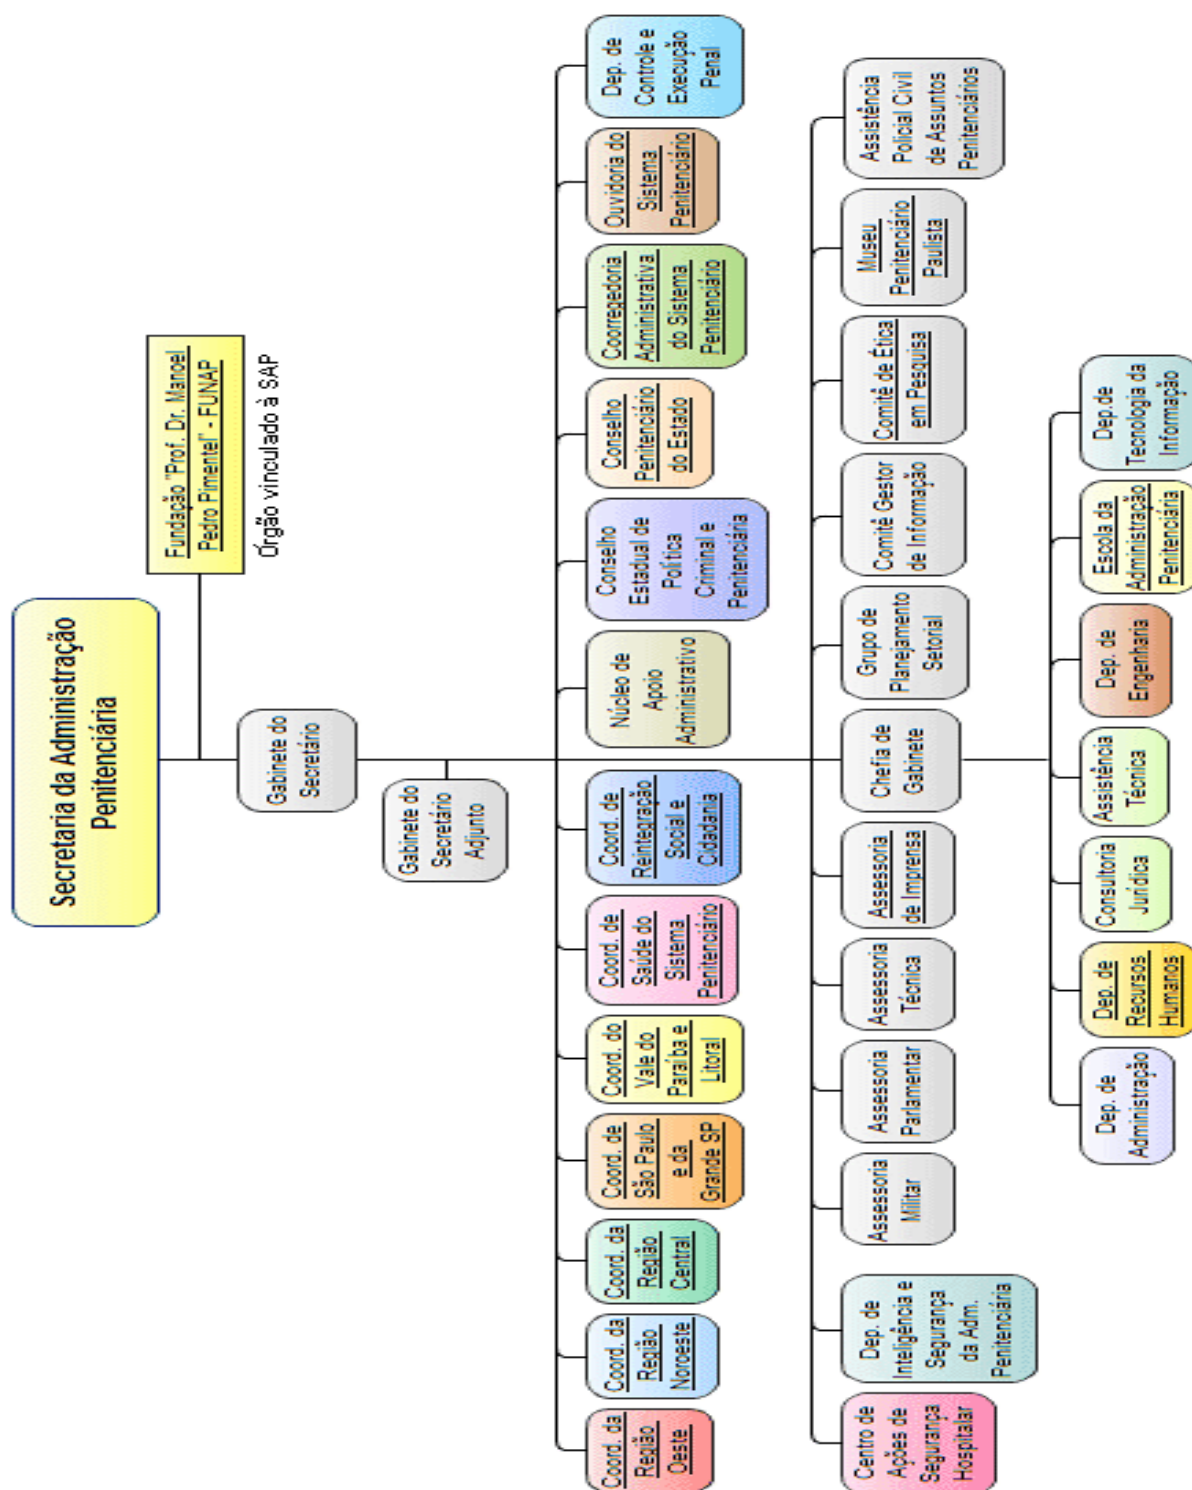 Secretaria da Administração
Penitenciária
Fundação "Prof. Dr. Manoel
Pedro Pimentel" - FUNAP
Órgão vinculado à SAP
Gabinete do
Secretário
Gabinete do
Secretário
Adjunto
Coord. da
Região
Oeste
Coord. da
Região
Noroeste
Coord. da
Região
Central
Coord. de
São Paulo
e da
Grande SP
Coord. do
Vale do
Paraíba e
Litoral
Coord. de
Saúde do
Sistema
Penitenciário
Coord. de
Reintegração
Social e
Cidadania
Núcleo de
Apoio
Administrativo
Conselho
Estadual de
Política
Criminal e
Penitenciária
Conselho
Penitenciário
do Estado
Coorregedoria
Administrativa
do Sistema
Penitenciário
Ouvidoria do
Sistema
Penitenciário
Dep. de
Controle e
Execução
Penal
Centro de
Ações de
Segurança
Hospitalar
Dep. de
Inteligência e
Segurança
da Adm.
Penitenciária
Assessoria
Militar
Assessoria
Parlamentar
Assessoria
Técnica
Assessoria
de Imprensa
Chefia de
Gabinete
Grupo de
Planejamento
Setorial
Comitê Gestor
de Informação
Comitê de Ética
em Pesquisa
Museu
Penitenciário
Paulista
Assistência
Policial Civil
de Assuntos
Penitenciários
Dep. de
Administração
Dep. de
Recursos
Humanos
Consultoria
Jurídica
Assistência
Técnica
Dep. de
Engenharia
Escola da
Administração
Penitenciária
Dep. de
Tecnologia da
Informação